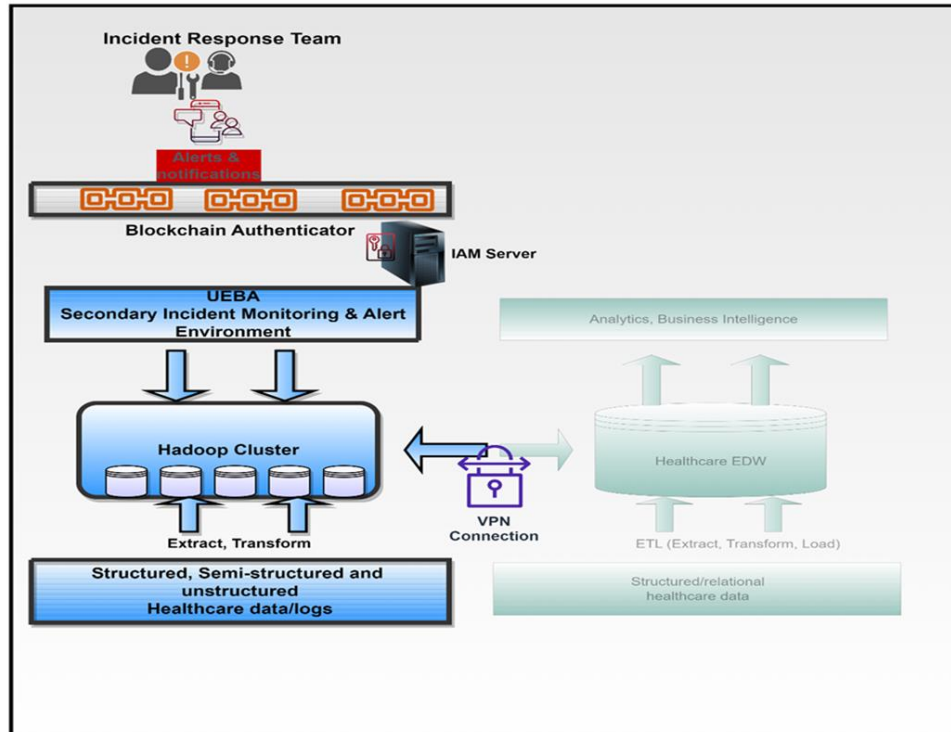 Incident Response Team
Alerts &
notifications
Blockchain Authenticator
IAM Server
UEBA
Secondary Incident Monitoring & Alert
Environment
Analytics, Business Intelligence
Hadoop Cluster
Healthcare EDW
VPN
Connection
Extract, Transform
ETL (Extract, Transform, Load)
Structured, Semi-structured and
unstructured
Healthcare data/logs
Structured/relational
healthcare data